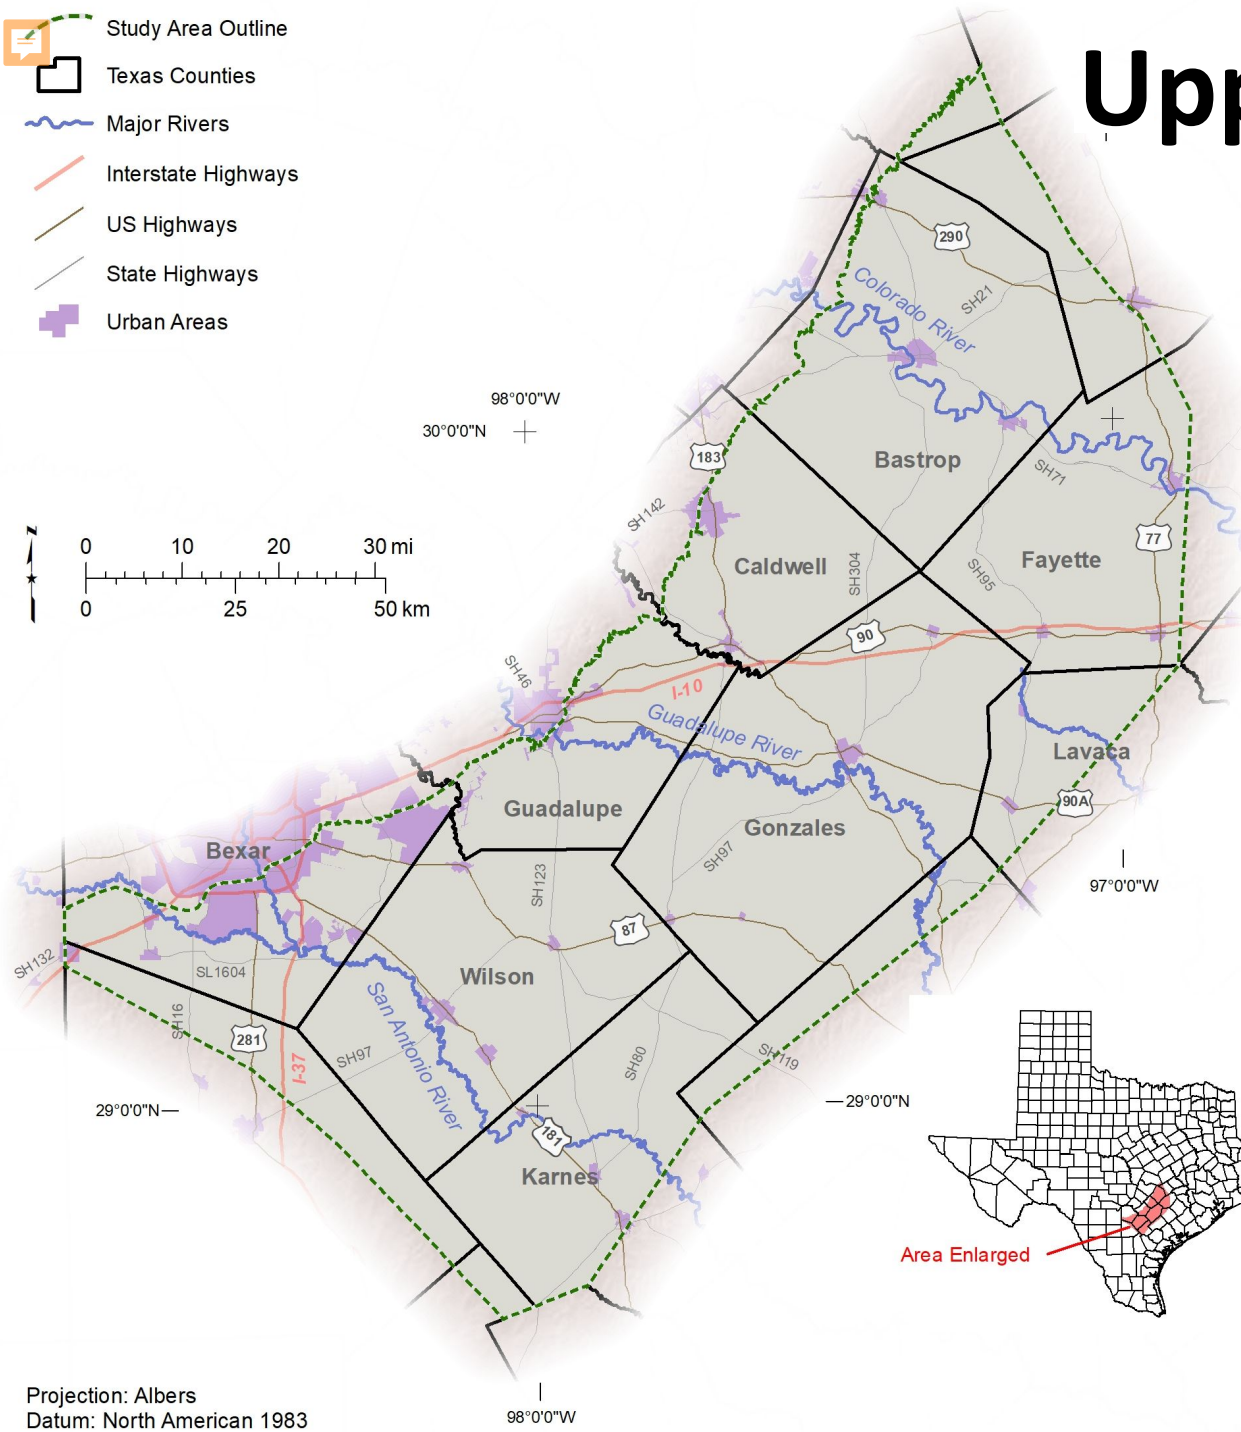 Study Area Outline
Texas Counties
Major Rivers
Interstate Highways
US Highways
State Highways
Urban Areas
Upp
290
Colorado River
SH21
98°0'0"W
30°0'0"N
183
Bastrop
SH71
SH142
N
0 10 20 30 mi
0 25 50 km
77
Caldwell
SH304
Fayette
SH95
90
SH46
I-10
Guadalupe River
Lavaca
90A
Guadalupe
Gonzales
Bexar
SH97
SH123
97°0'0"W
87
SH132
SL1604
Wilson
SH16
San Antonio River
281
SH97
I-37
SH80
SH119
29°0'0"N
29°0'0"N
181
Karnes
Area Enlarged
Projection: Albers
Datum: North American 1983
98°0'0"W